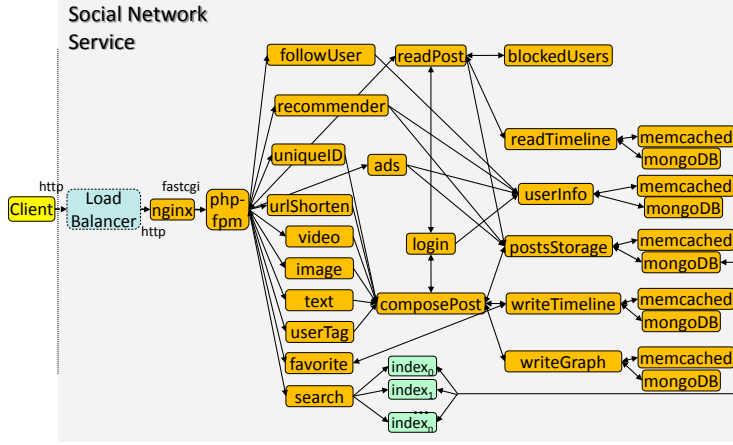 Social Network
Service
followUser
readPost
blockedUsers
recommender
memcached
readTimeline
mongoDB
uniqueID
ads
memcached
http
fastcgi
php-
fpm
userInfo
mongoDB
Client
Load
Balancer
nginx
urlShorten
http
video
login
memcached
postsStorage
mongoDB
image
text
composePost
writeTimeline
memcached
mongoDB
userTag
favorite
writeGraph
memcached
mongoDB
index0
search
index1
...
indexn